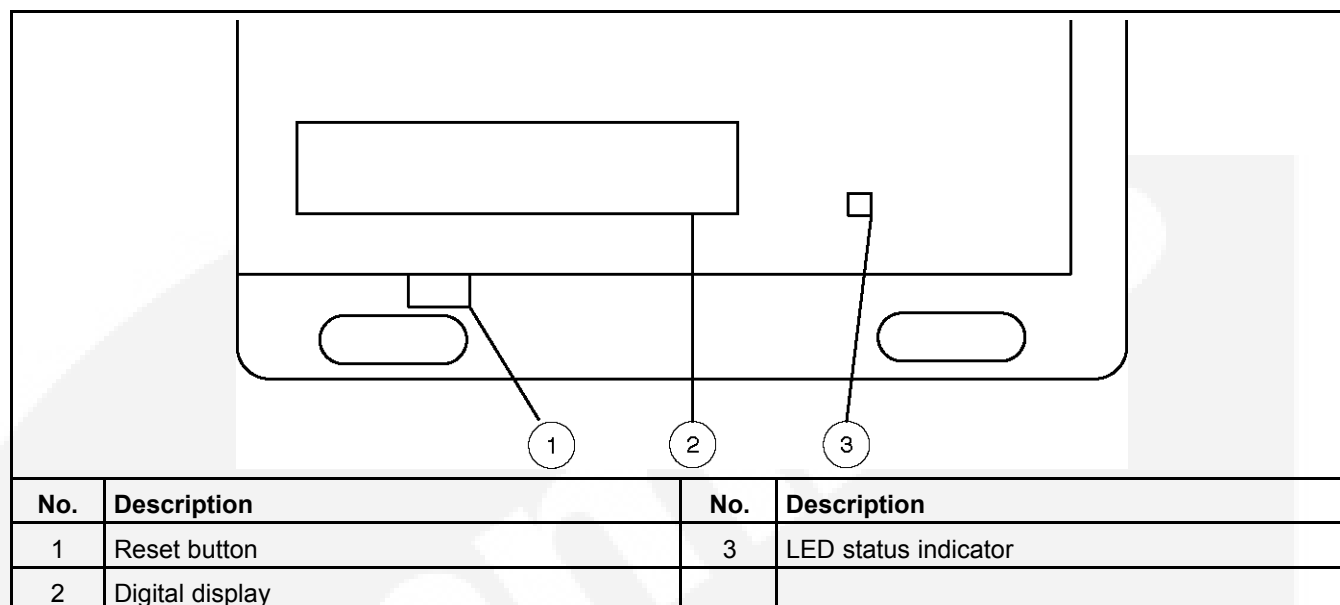 1 2 3
No. Description No. Description
1 Reset button 3 LED status indicator
2 Digital display